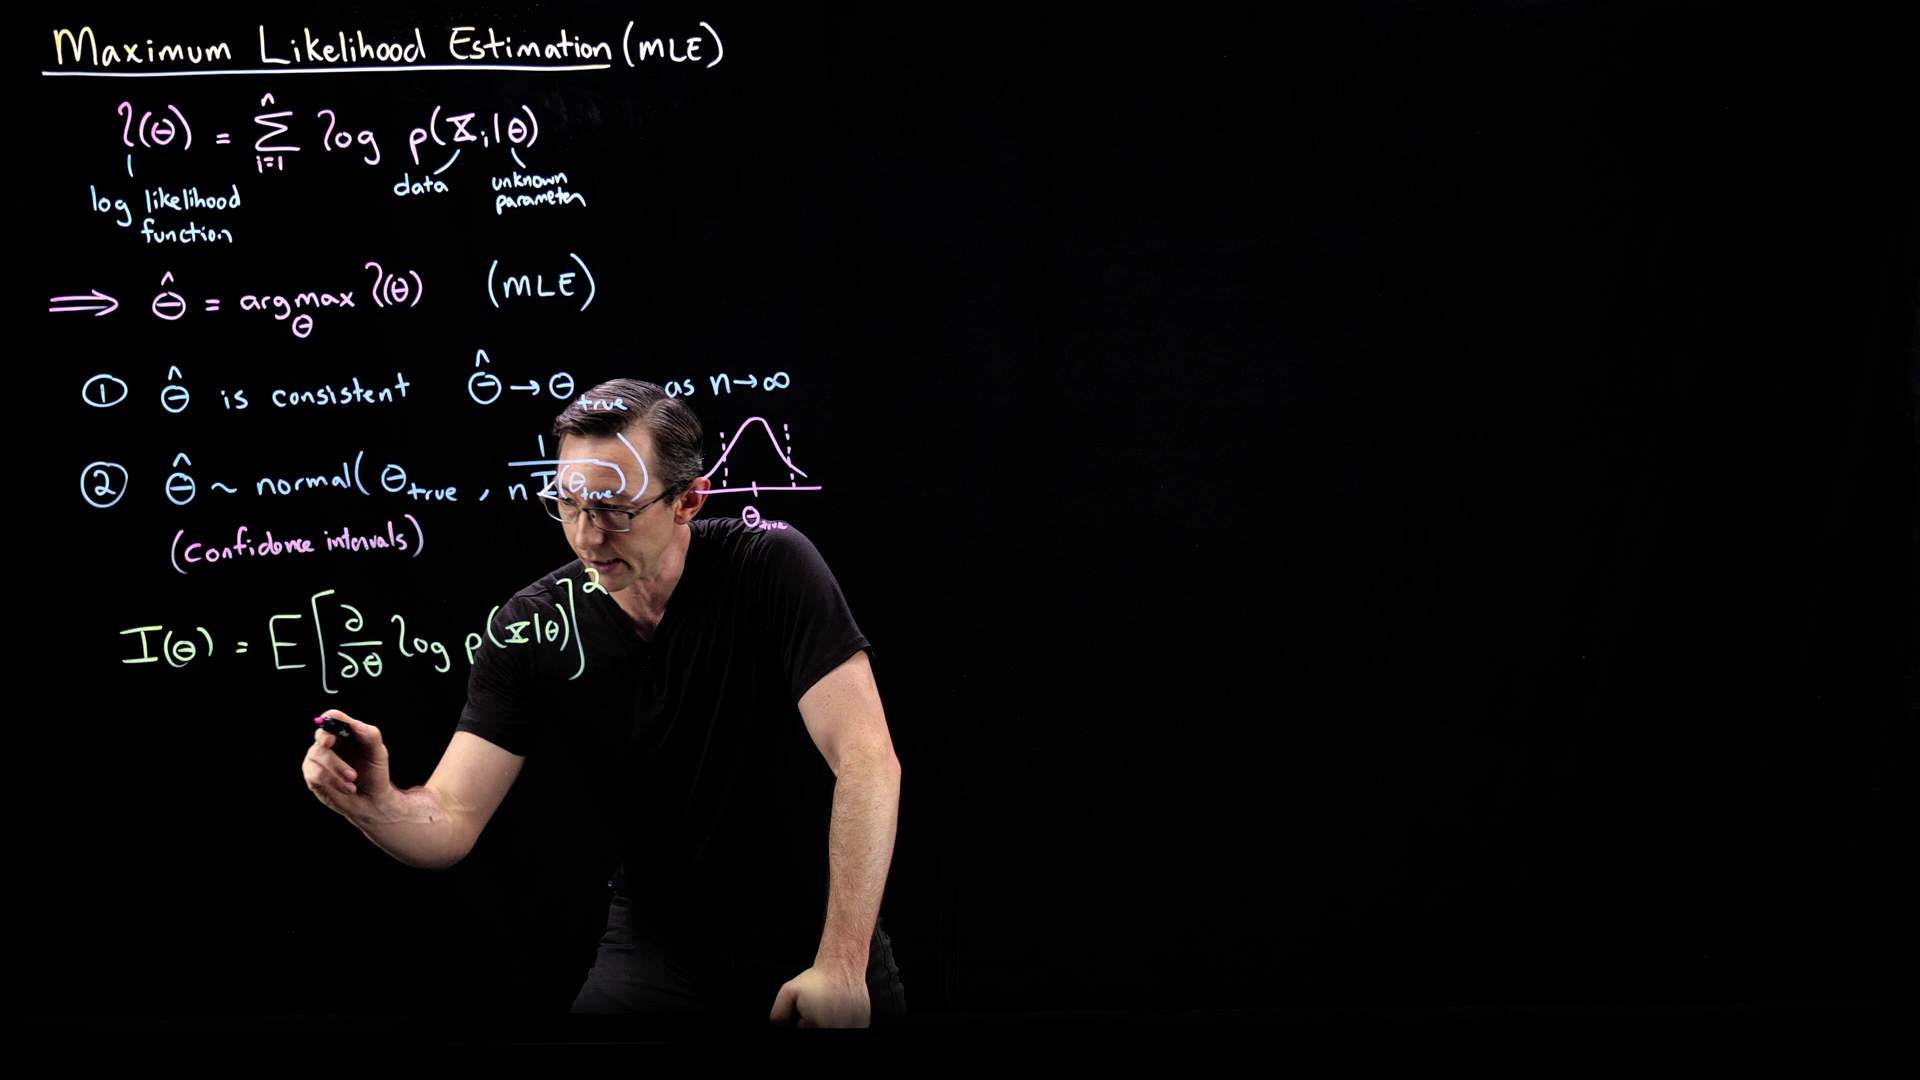 Maximum Likelihood Estimation (MLE)
l(θ) = Σ_{i=1}^{n} log p(X_i|θ)
data
unknown parameter
log likelihood
function
⟹ θ̂ = argmax_θ l(θ) (MLE)
① θ̂ is consistent θ̂ → θ_true as n→∞
② θ̂ ~ normal(θ_true, 1/(n I(θ_true)))
θ_true
(confidence intervals)
I(θ) = E[∂/∂θ log p(X|θ)]²